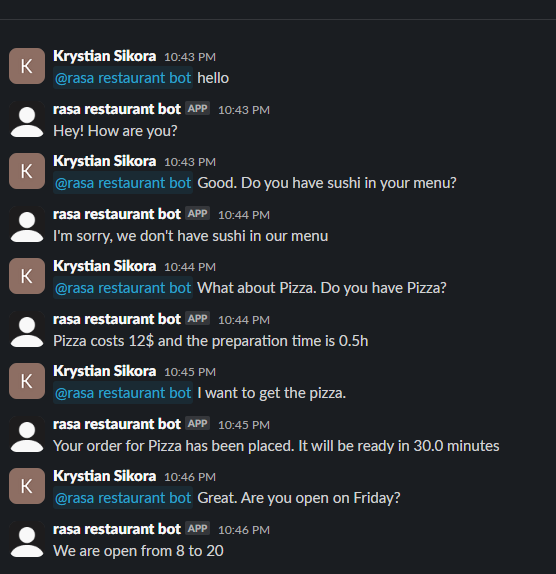 K
Krystian Sikora 10:43 PM
@rasa restaurant bot hello
rasa restaurant bot APP 10:43 PM
Hey! How are you?
K
Krystian Sikora 10:43 PM
@rasa restaurant bot Good. Do you have sushi in your menu?
rasa restaurant bot APP 10:44 PM
I'm sorry, we don't have sushi in our menu
K
Krystian Sikora 10:44 PM
@rasa restaurant bot What about Pizza. Do you have Pizza?
rasa restaurant bot APP 10:44 PM
Pizza costs 12$ and the preparation time is 0.5h
K
Krystian Sikora 10:45 PM
@rasa restaurant bot I want to get the pizza.
rasa restaurant bot APP 10:45 PM
Your order for Pizza has been placed. It will be ready in 30.0 minutes
K
Krystian Sikora 10:46 PM
@rasa restaurant bot Great. Are you open on Friday?
rasa restaurant bot APP 10:46 PM
We are open from 8 to 20